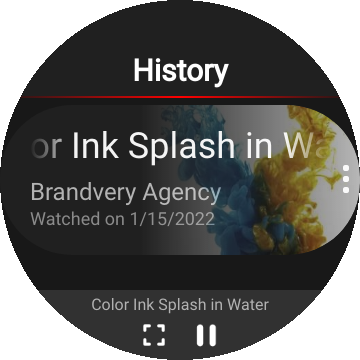 History
or Ink Splash in Wa
Brandvery Agency
Watched on 1/15/2022
Color Ink Splash in Water